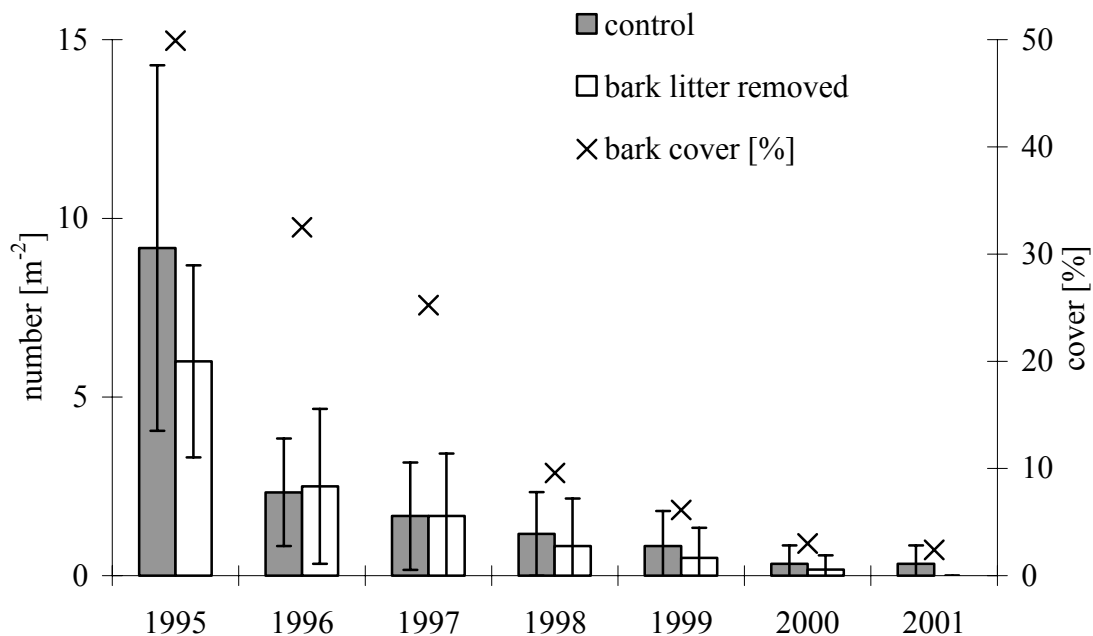 control
bark litter removed
bark cover [%]
15
10
5
0
number [m⁻²]
50
40
30
20
10
0
cover [%]
1995 1996 1997 1998 1999 2000 2001